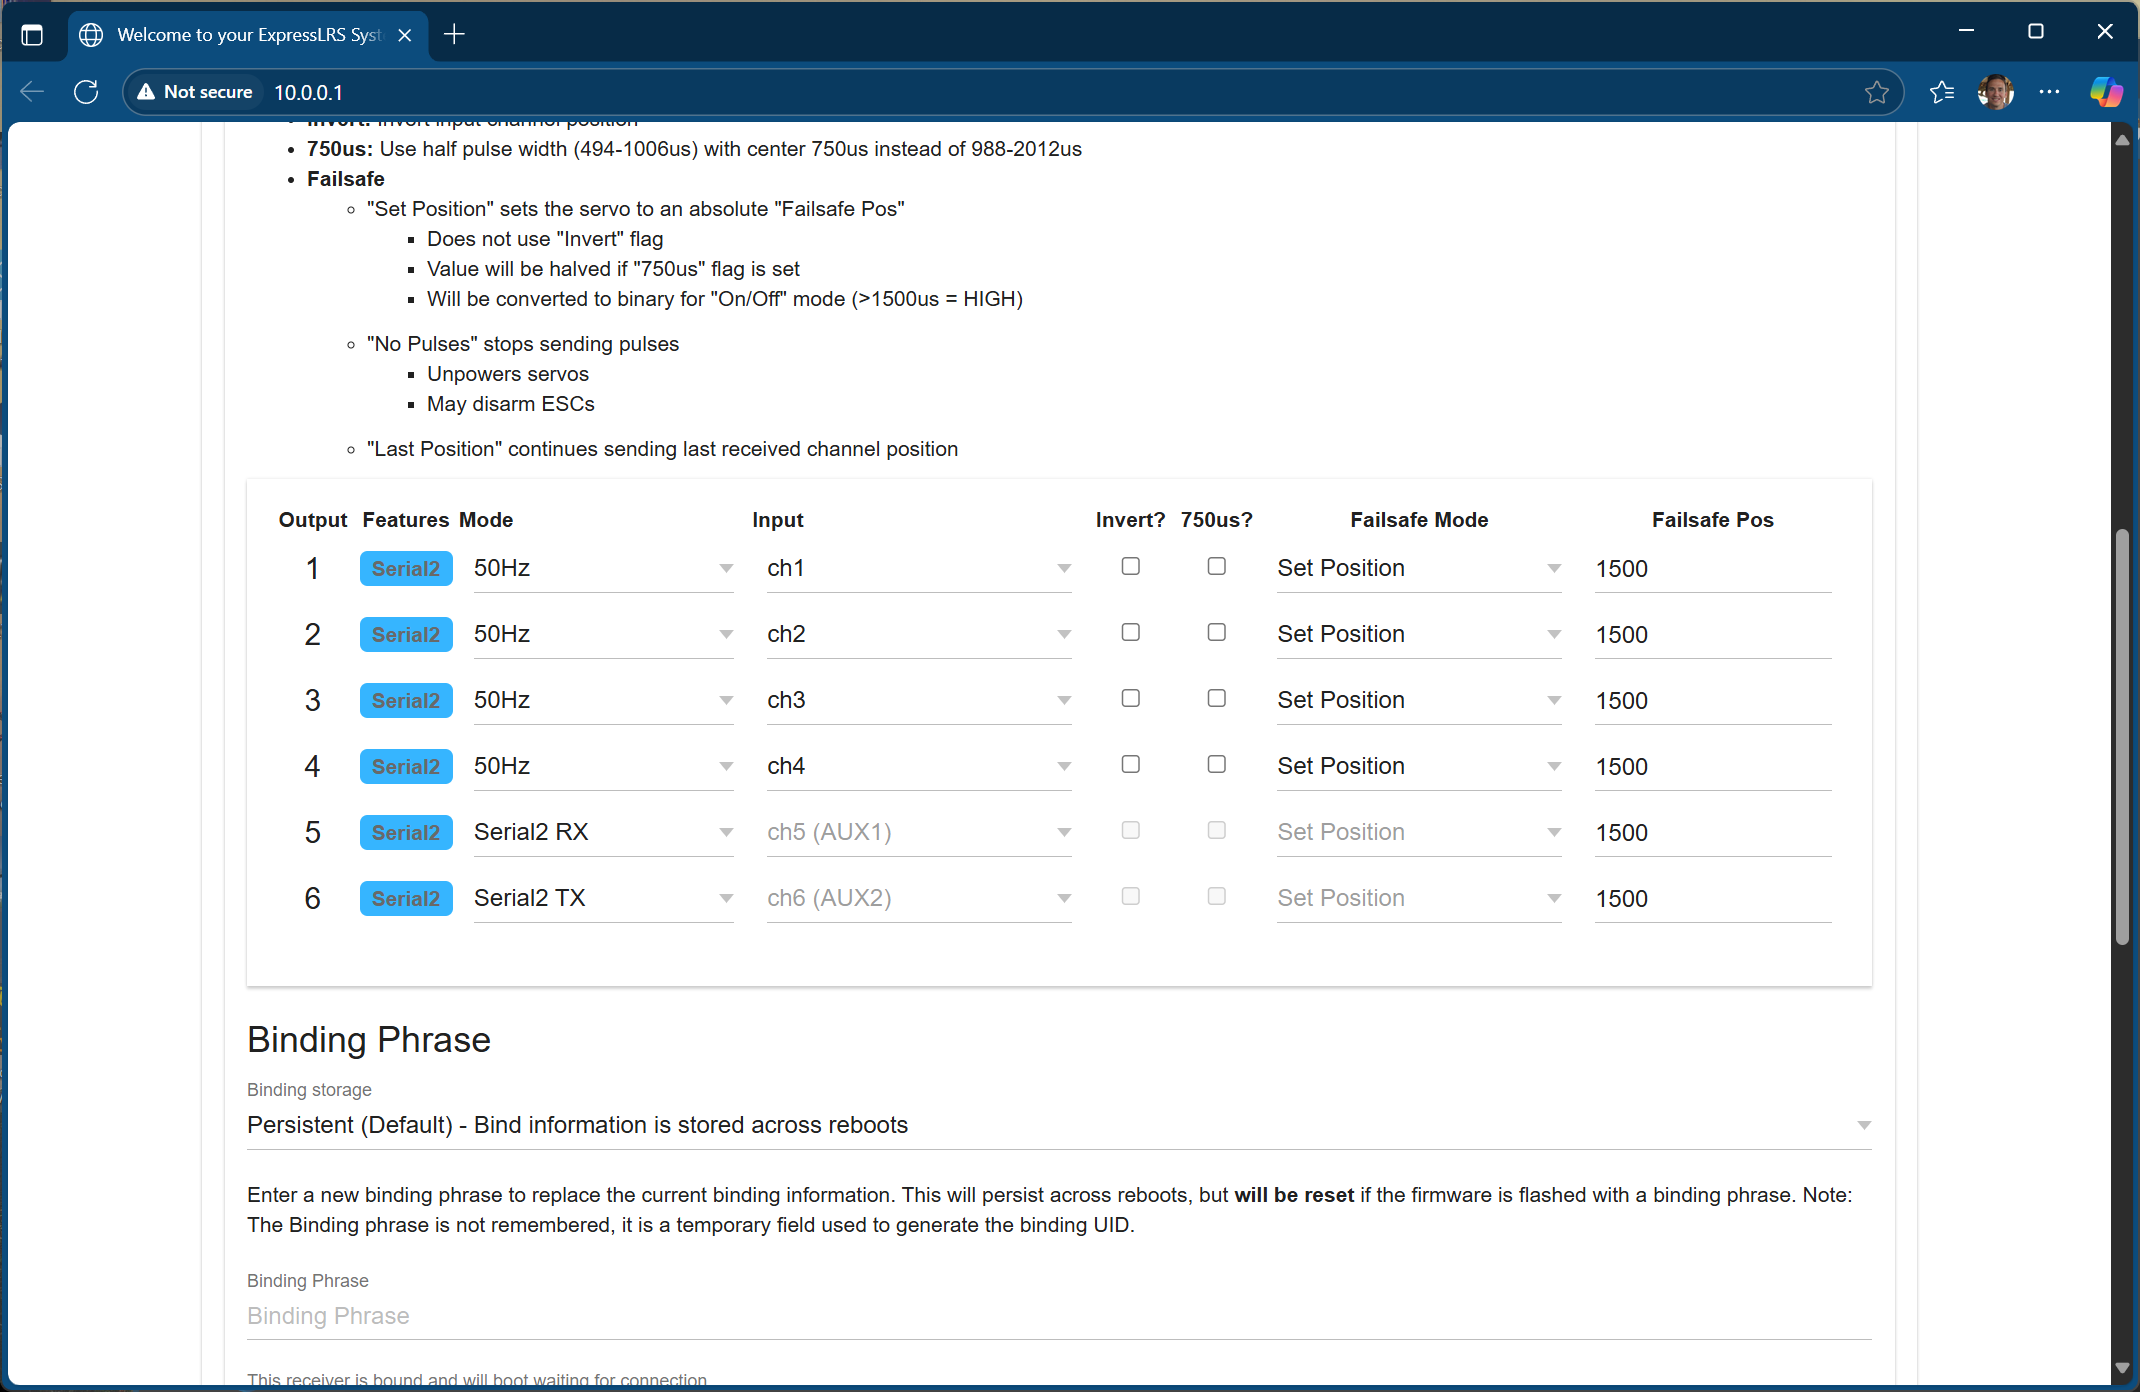 Welcome to your ExpressLRS Syst
Not secure 10.0.0.1
Invert: Invert input channel position
750us: Use half pulse width (494-1006us) with center 750us instead of 988-2012us
Failsafe
"Set Position" sets the servo to an absolute "Failsafe Pos"
Does not use "Invert" flag
Value will be halved if "750us" flag is set
Will be converted to binary for "On/Off" mode (>1500us = HIGH)
"No Pulses" stops sending pulses
Unpowers servos
May disarm ESCs
"Last Position" continues sending last received channel position
Output Features Mode Input Invert? 750us? Failsafe Mode Failsafe Pos
1 Serial2 50Hz ch1 Set Position 1500
2 Serial2 50Hz ch2 Set Position 1500
3 Serial2 50Hz ch3 Set Position 1500
4 Serial2 50Hz ch4 Set Position 1500
5 Serial2 Serial2 RX ch5 (AUX1) Set Position 1500
6 Serial2 Serial2 TX ch6 (AUX2) Set Position 1500
Binding Phrase
Binding storage
Persistent (Default) - Bind information is stored across reboots
Enter a new binding phrase to replace the current binding information. This will persist across reboots, but will be reset if the firmware is flashed with a binding phrase. Note:
The Binding phrase is not remembered, it is a temporary field used to generate the binding UID.
Binding Phrase
Binding Phrase
This receiver is bound and will boot waiting for connection.